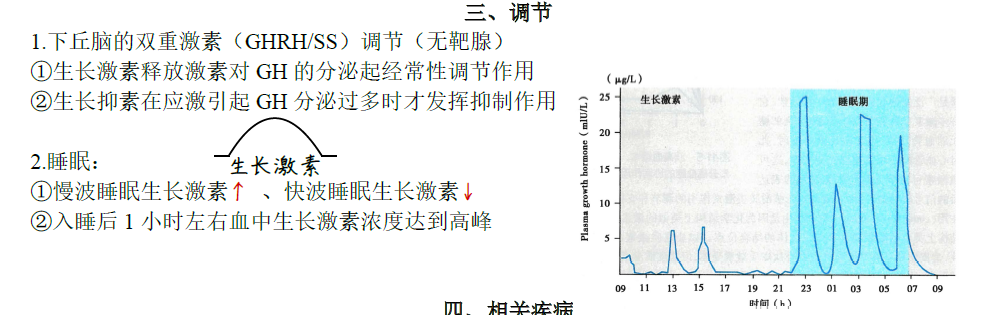 三、调节
1.下丘脑的双重激素（GHRH/SS）调节（无靶腺）
①生长激素释放激素对 GH 的分泌起经常性调节作用
②生长抑素在应激引起 GH 分泌过多时才发挥抑制作用
2.睡眠：
生长激素
①慢波睡眠生长激素↑ 、快波睡眠生长激素↓
②入睡后 1 小时左右血中生长激素浓度达到高峰
（μg/L）
Plasma growth hormone（mIU/L）
生长激素
睡眠期
25
20
15
10
5
09 11 13 15 17 19 21 23 01 03 05 07 09
时间（h）
四、相关疾病